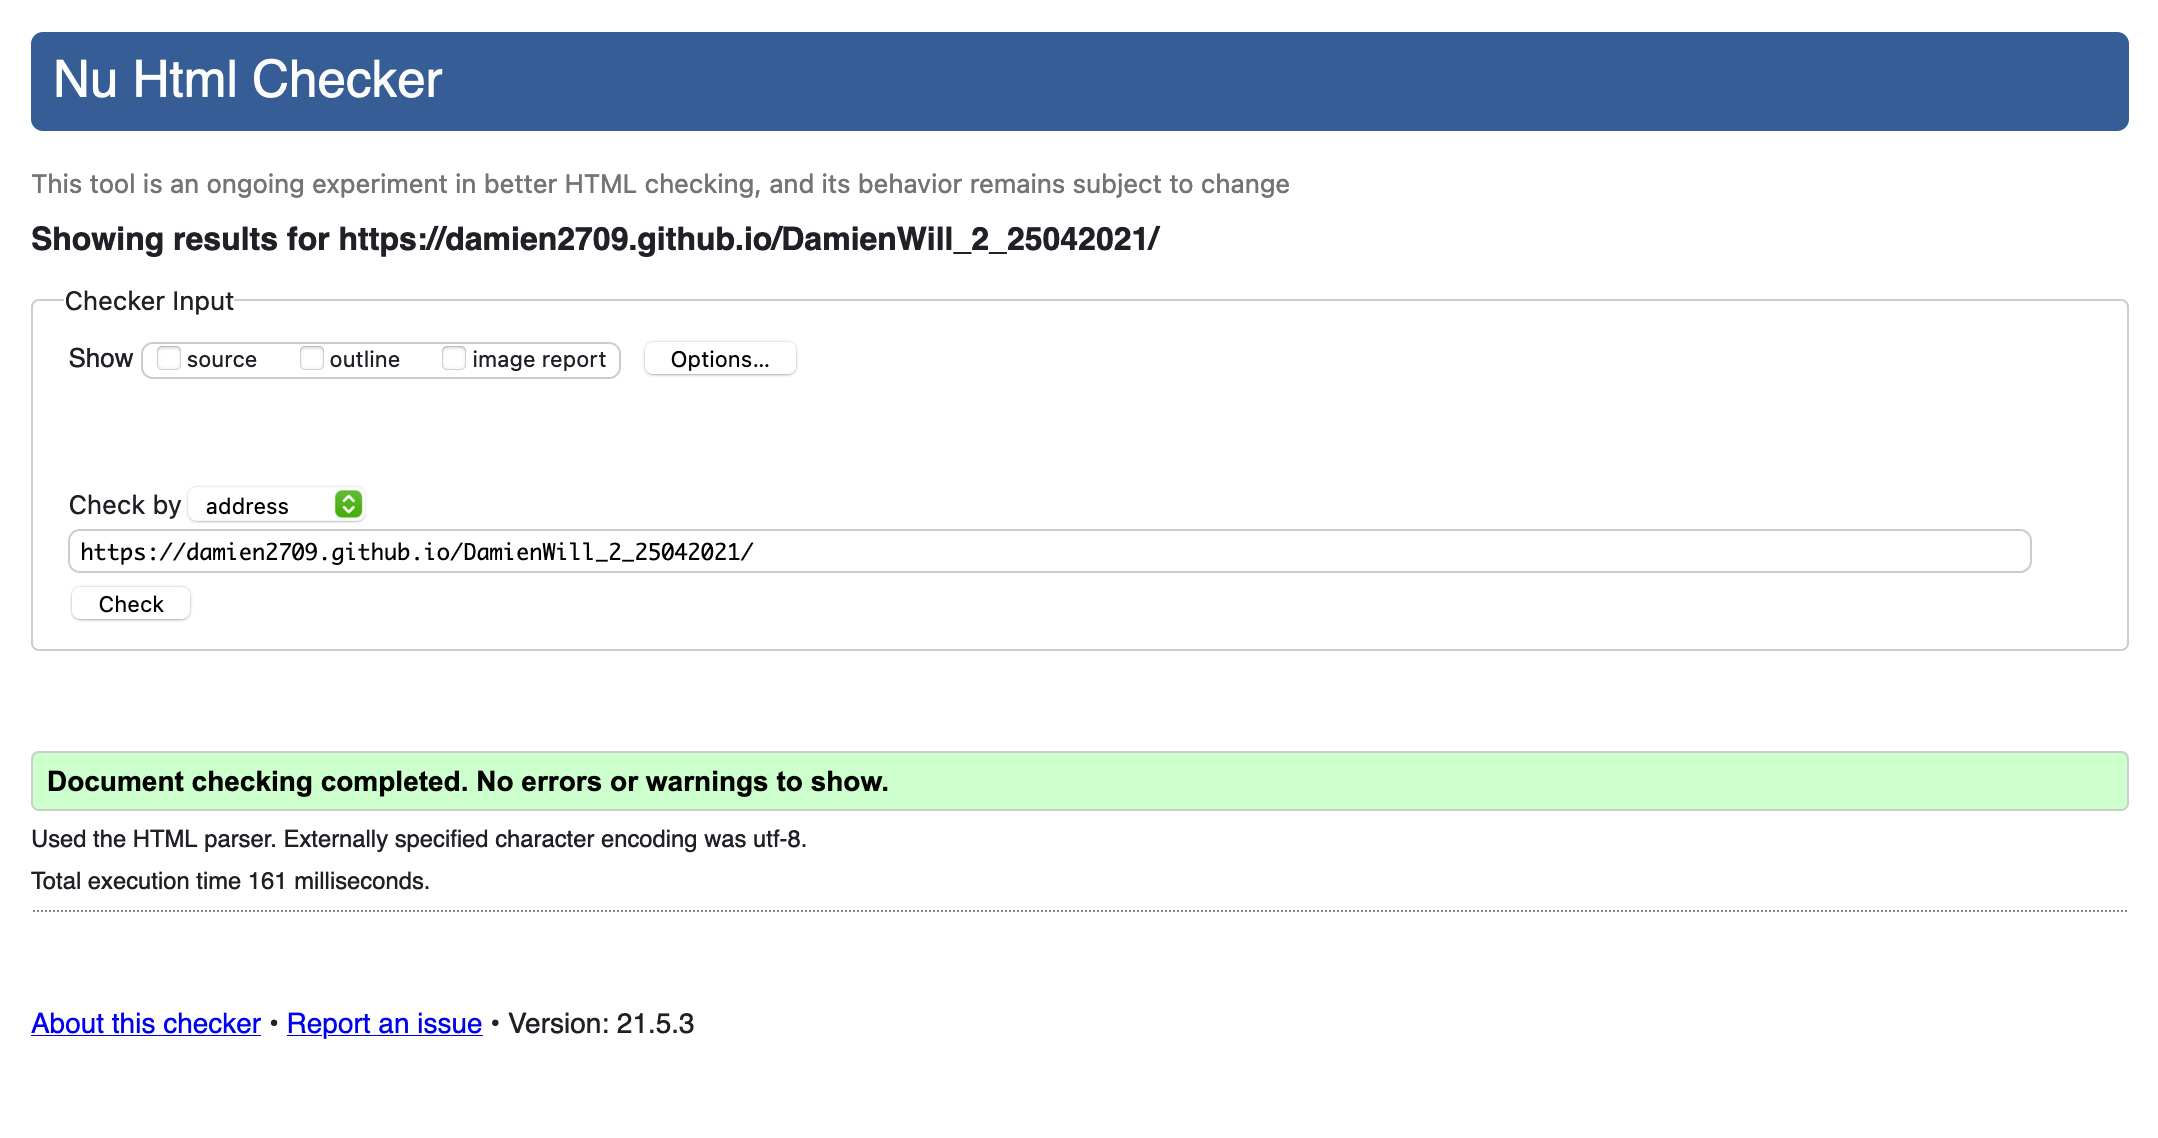 Nu Html Checker
This tool is an ongoing experiment in better HTML checking, and its behavior remains subject to change
Showing results for https://damien2709.github.io/DamienWill_2_25042021/
Checker Input
Show source outline image report Options...
Check by address
https://damien2709.github.io/DamienWill_2_25042021/
Check
Document checking completed. No errors or warnings to show.
Used the HTML parser. Externally specified character encoding was utf-8.
Total execution time 161 milliseconds.
About this checker • Report an issue • Version: 21.5.3